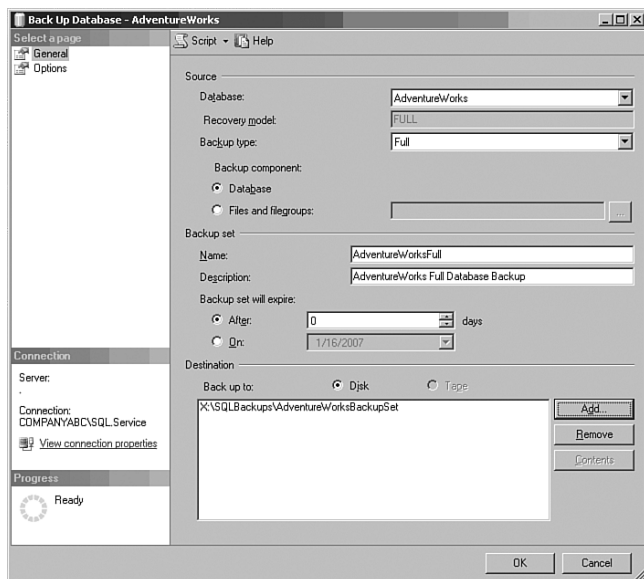 Back Up Database - AdventureWorks
Select a page
General
Options
Script
Help
Source
Database:
AdventureWorks
Recovery model:
FULL
Backup type:
Full
Backup component:
Database
Files and filegroups:
...
Backup set
Name:
AdventureWorksFull
Description:
AdventureWorks Full Database Backup
Backup set will expire:
After:
0
days
On:
1/16/2007
Destination
Back up to:
Disk
Tape
X:\SQLBackups\AdventureWorksBackupSet
Add...
Remove
Contents
Connection
Server:
.
Connection:
COMPANYABC\SQL.Service
View connection properties
Progress
Ready
OK
Cancel